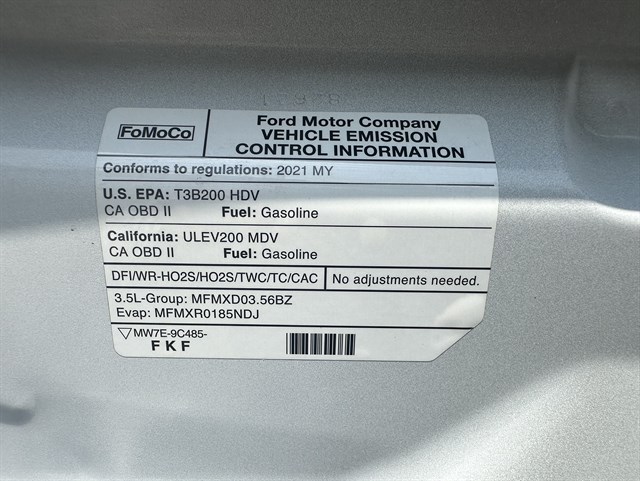 FoMoCo
Ford Motor Company
VEHICLE EMISSION
CONTROL INFORMATION
Conforms to regulations: 2021 MY
U.S. EPA: T3B200 HDV
CA OBD II Fuel: Gasoline
California: ULEV200 MDV
CA OBD II Fuel: Gasoline
DFI/WR-HO2S/HO2S/TWC/TC/CAC No adjustments needed.
3.5L-Group: MFMXD03.56BZ
Evap: MFMXR0185NDJ
MW7E-9C485-
FKF